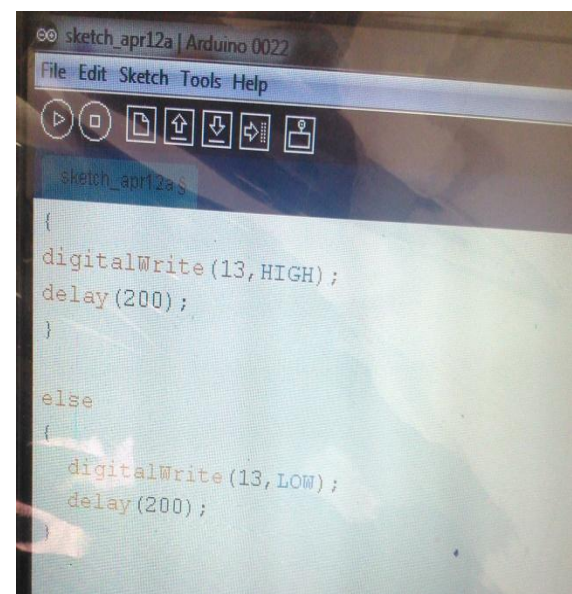 sketch_apr12a | Arduino 0022
File Edit Sketch Tools Help
sketch_apr12a §
{
digitalWrite(13,HIGH);
delay(200);
}
else
{
digitalWrite(13,LOW);
delay(200);
}